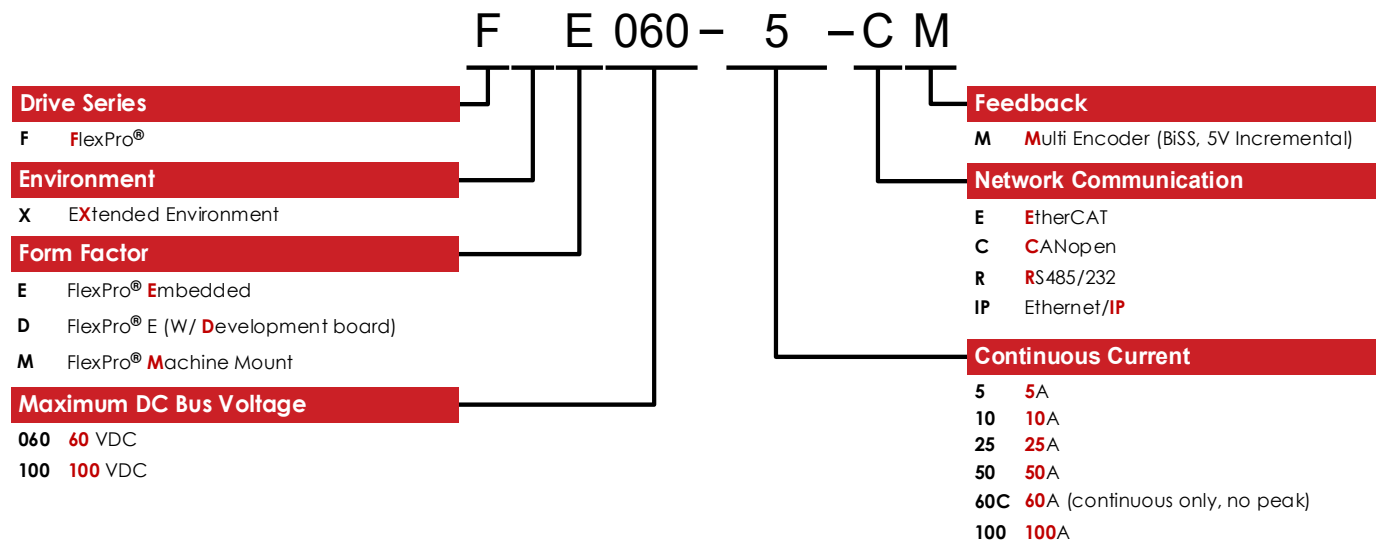 F E 060 – 5 – C M
Drive Series
F FlexPro®
Environment
X EXtended Environment
Form Factor
E FlexPro® Embedded
D FlexPro® E (W/ Development board)
M FlexPro® Machine Mount
Maximum DC Bus Voltage
060 60 VDC
100 100 VDC
Feedback
M Multi Encoder (BiSS, 5V Incremental)
Network Communication
E EtherCAT
C CANopen
R RS485/232
IP Ethernet/IP
Continuous Current
5 5A
10 10A
25 25A
50 50A
60C 60A (continuous only, no peak)
100 100A